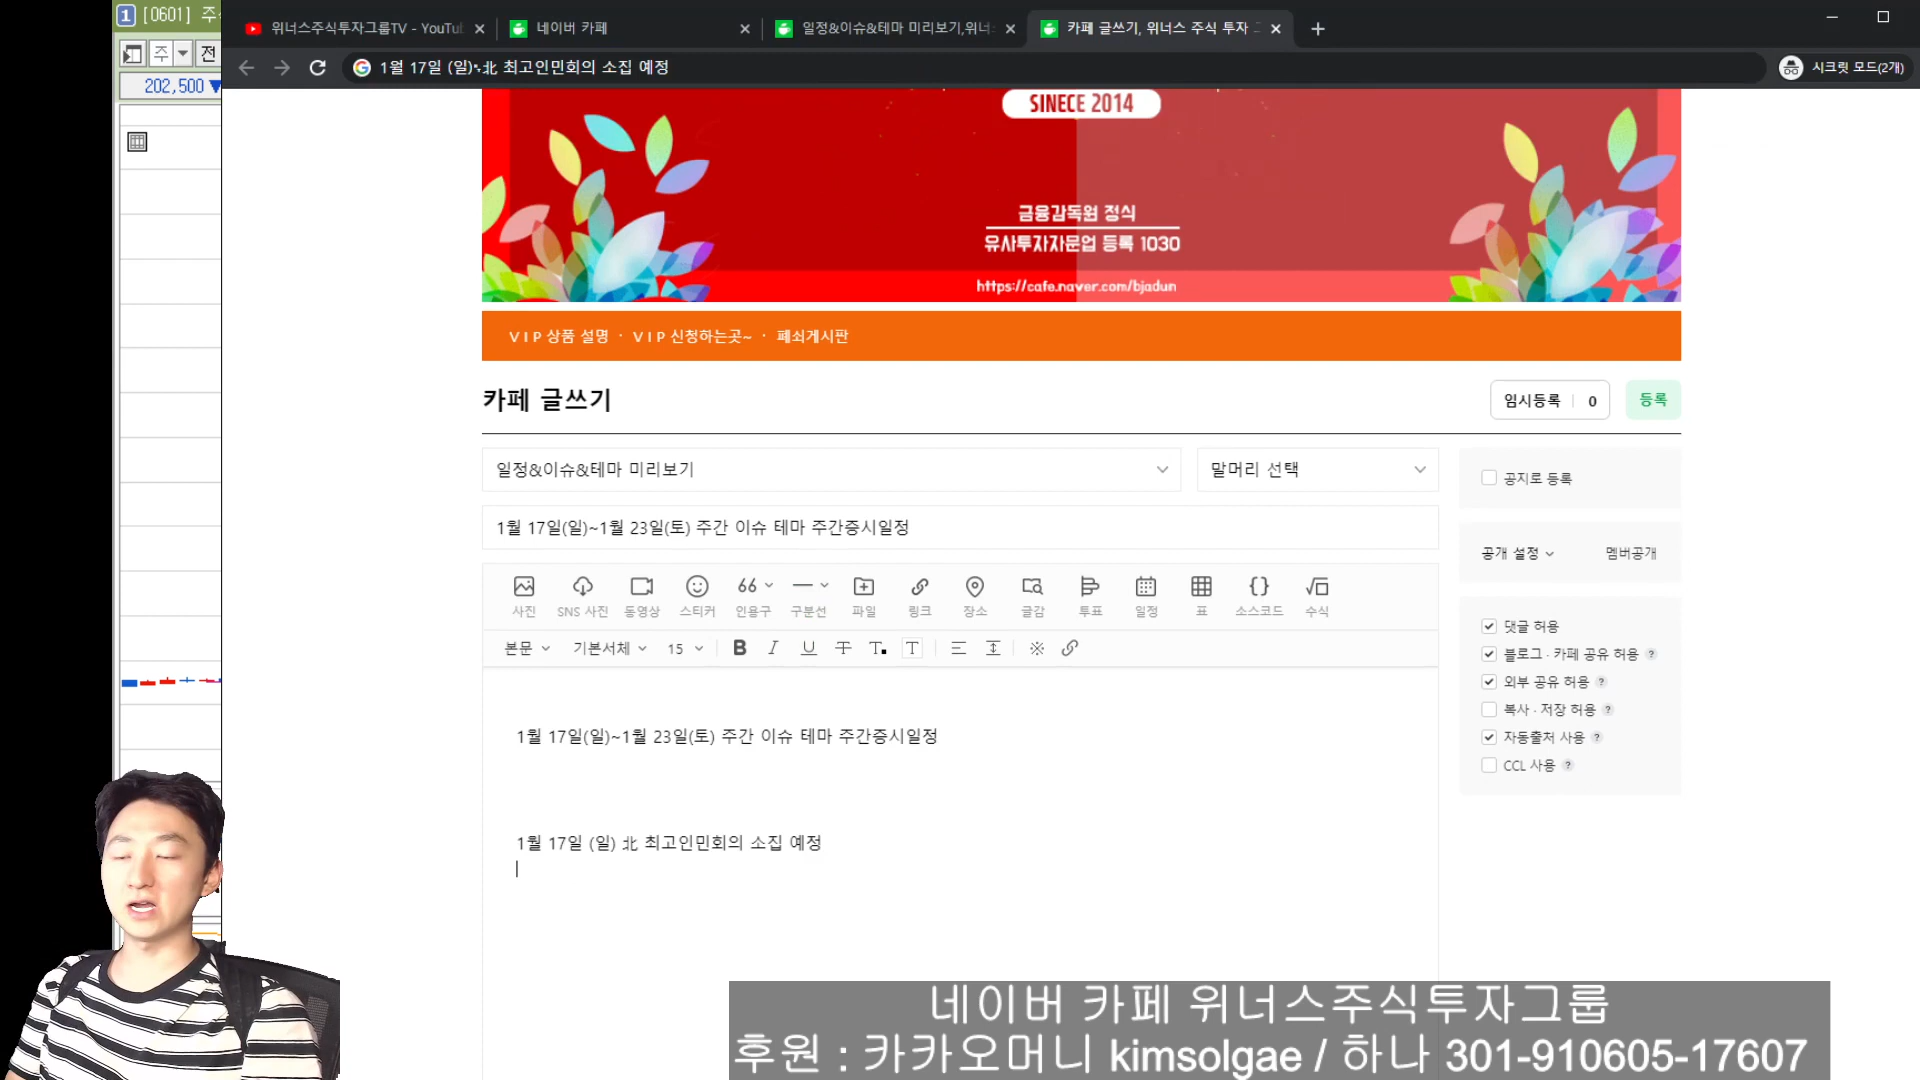 1 [0601] 주
위너스주식투자그룹TV - YouTu
네이버 카페
일정&이슈&테마 미리보기,위너
카페 글쓰기, 위너스 주식 투자
주 전
202,500 ▼
1월 17일 (일) 北 최고인민회의 소집 예정
시크릿 모드(2개)
SINECE 2014
금융감독원 정식
유사투자자문업 등록 1030
https://cafe.naver.com/bjadun
V I P 상품 설명 · V I P 신청하는곳~ · 폐쇠게시판
카페 글쓰기
임시등록 | 0
등록
일정&이슈&테마 미리보기
말머리 선택
공지로 등록
1월 17일(일)~1월 23일(토) 주간 이슈 테마 주간증시일정
공개 설정 멤버공개
66
사진 SNS 사진 동영상 스티커 인용구 구분선 파일 링크 장소 글감 투표 일정 표 소스코드 수식
본문 기본서체 15 B I U T T. T
댓글 허용
블로그 · 카페 공유 허용 ?
외부 공유 허용 ?
복사 · 저장 허용 ?
자동출처 사용 ?
CCL 사용 ?
1월 17일(일)~1월 23일(토) 주간 이슈 테마 주간증시일정
1월 17일 (일) 北 최고인민회의 소집 예정
네이버 카페 위너스주식투자그룹
후원 : 카카오머니 kimsolgae / 하나 301-910605-17607